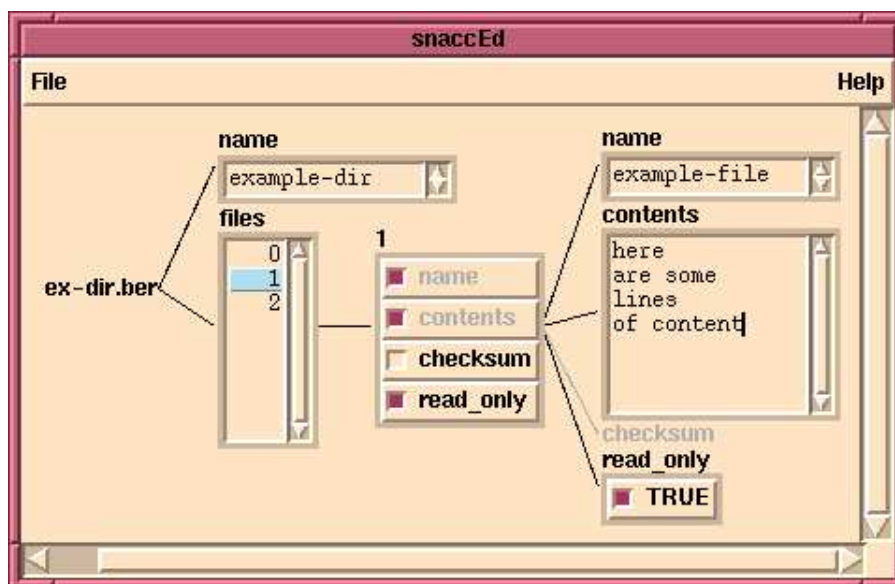 snaccEd
File
Help
name
example-dir
files
0
1
2
ex-dir.ber
1
name
contents
checksum
read_only
name
example-file
contents
here
are some
lines
of content
checksum
read_only
TRUE